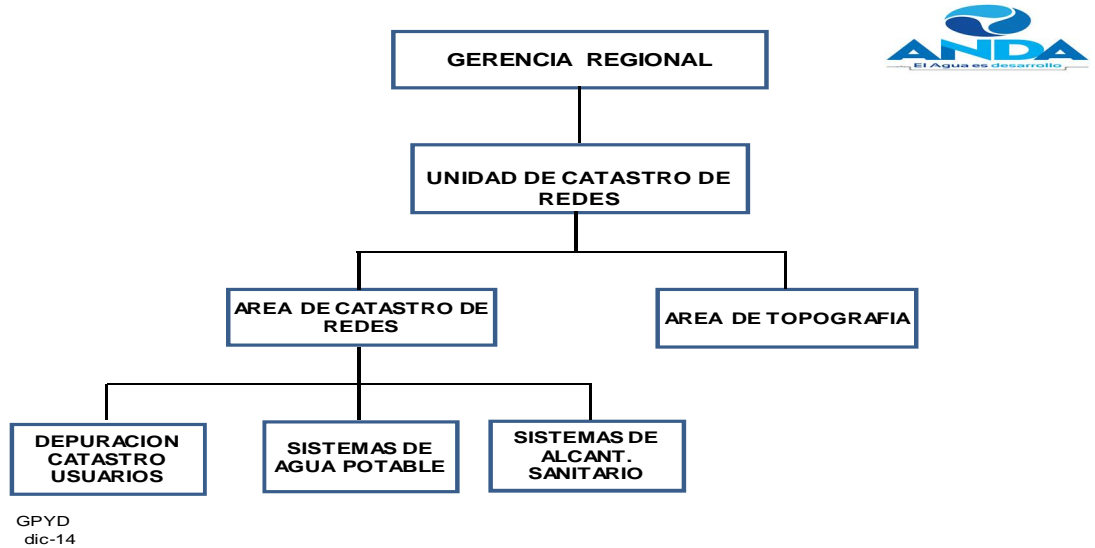 GERENCIA REGIONAL
ANDA
El Agua es desarrollo
UNIDAD DE CATASTRO DE
REDES
AREA DE CATASTRO DE
REDES
AREA DE TOPOGRAFIA
DEPURACION
CATASTRO
USUARIOS
SISTEMAS DE
AGUA POTABLE
SISTEMAS DE
ALCANT.
SANITARIO
GPYD
dic-14